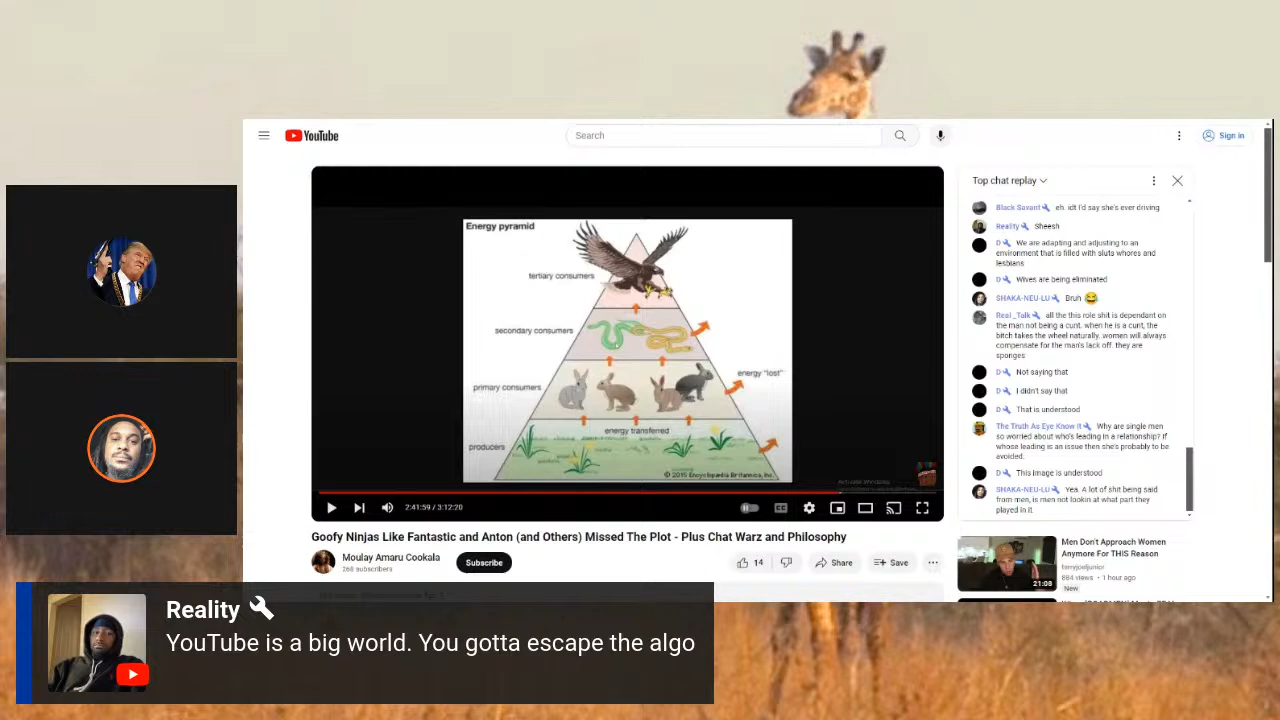 YouTube
Search
Sign in
Energy pyramid
tertiary consumers
secondary consumers
primary consumers
energy "lost"
energy transferred
producers
© 2015 Encyclopædia Britannica, Inc.
2:41:59 / 3:12:20
Goofy Ninjas Like Fantastic and Anton (and Others) Missed The Plot - Plus Chat Warz and Philosophy
Moulay Amaru Cookala
268 subscribers
Subscribe
14
Share
Save
Top chat replay
Black Savant eh. idt I'd say she's ever driving
Reality Sheesh
D We are adapting and adjusting to an
environment that is filled with sluts whores and
lesbians
D Wives are being eliminated
SHAKA-NEU-LU Bruh 😂
Real_Talk all the this role shit is dependant on
the man not being a cunt. when he is a cunt, the
bitch takes the wheel naturally. women will always
compensate for the man's lack off. they are
sponges
D Not saying that
D I didn't say that
D That is understood
The Truth As Eye Know It Why are single men
so worried about who's leading in a relationship? If
whose leading is an issue then she's probably to be
avoided.
D This image is understood
SHAKA-NEU-LU Yea. A lot of shit being said
from men, is men not lookin at what part they
played in it.
Men Don't Approach Women
Anymore For THIS Reason
terryjoeljunior
884 views • 1 hour ago
New
21:08
Reality
YouTube is a big world. You gotta escape the algo